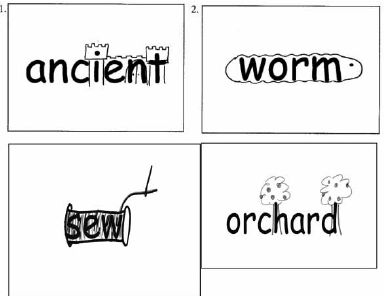 1.
2.
ancient
worm
sew
orchard